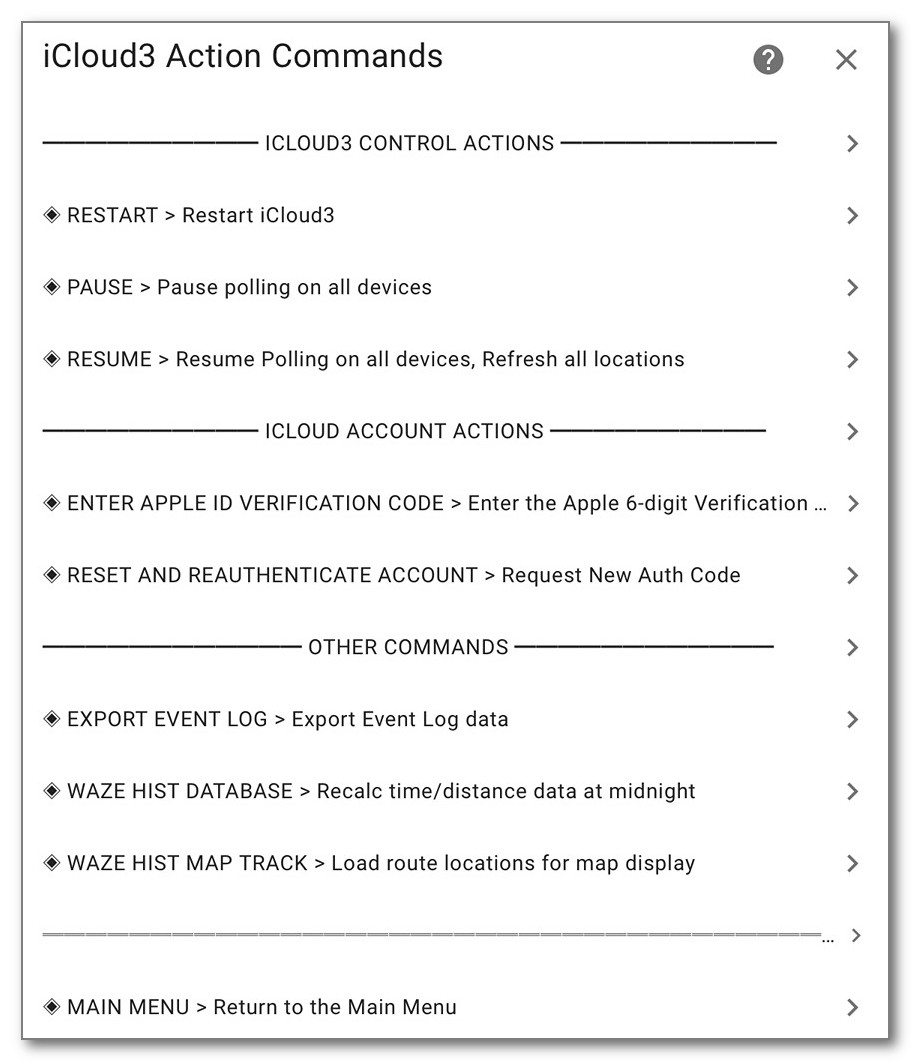 iCloud3 Action Commands
━━━━━━━━━━ ICLOUD3 CONTROL ACTIONS ━━━━━━━━━━
◈ RESTART > Restart iCloud3
◈ PAUSE > Pause polling on all devices
◈ RESUME > Resume Polling on all devices, Refresh all locations
━━━━━━━━━━ ICLOUD ACCOUNT ACTIONS ━━━━━━━━━━
◈ ENTER APPLE ID VERIFICATION CODE > Enter the Apple 6-digit Verification ...
◈ RESET AND REAUTHENTICATE ACCOUNT > Request New Auth Code
━━━━━━━━━━━━ OTHER COMMANDS ━━━━━━━━━━━━
◈ EXPORT EVENT LOG > Export Event Log data
◈ WAZE HIST DATABASE > Recalc time/distance data at midnight
◈ WAZE HIST MAP TRACK > Load route locations for map display
════════════════════════════════════...
◈ MAIN MENU > Return to the Main Menu